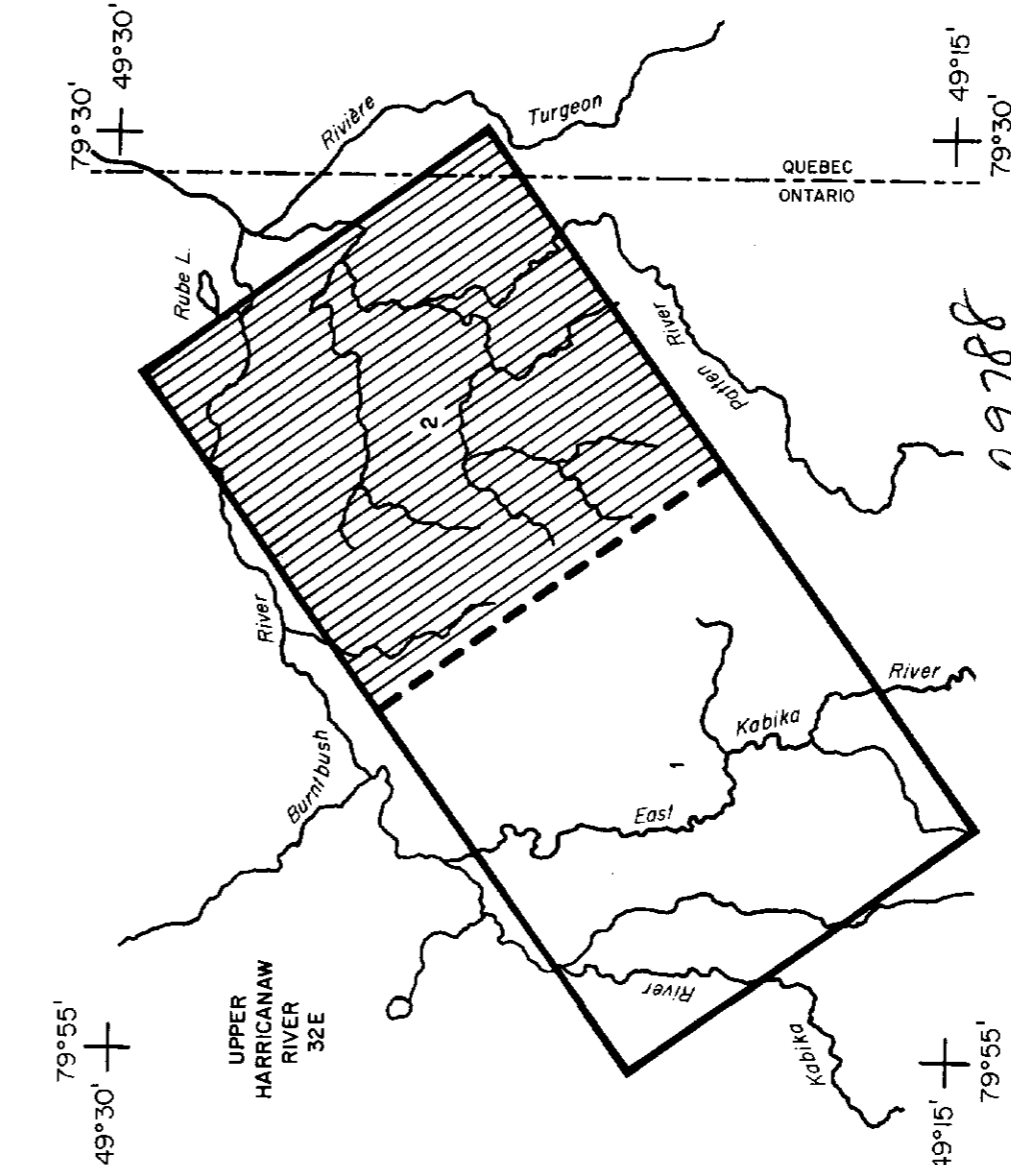 79°30'
49°30'
Rivière
Turgeon
Rube L.
QUEBEC
ONTARIO
49°15'
79°30'
River
Patten
2
River
Burntbush
River
Kabika
East
1
79°55'
49°30'
UPPER
HARRICANAW
RIVER
32E
River
Kabika
49°15'
79°55'